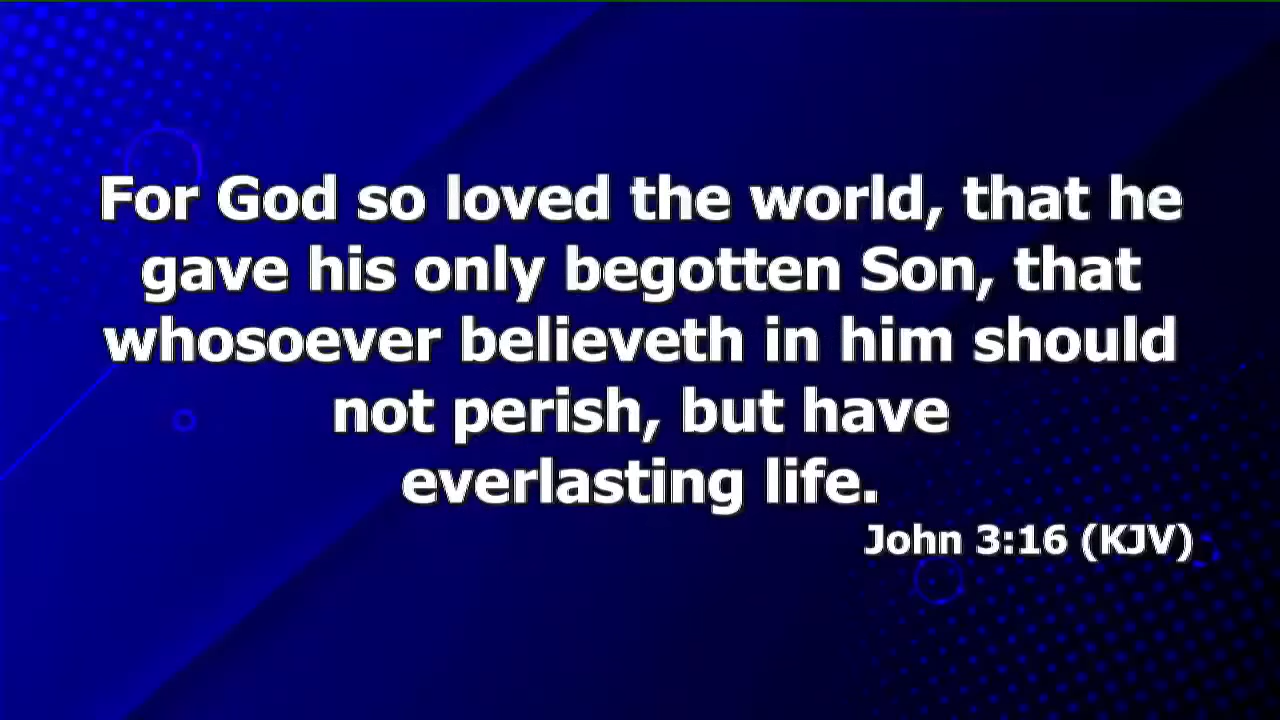 For God so loved the world, that he
gave his only begotten Son, that
whosoever believeth in him should
not perish, but have
everlasting life.
John 3:16 (KJV)